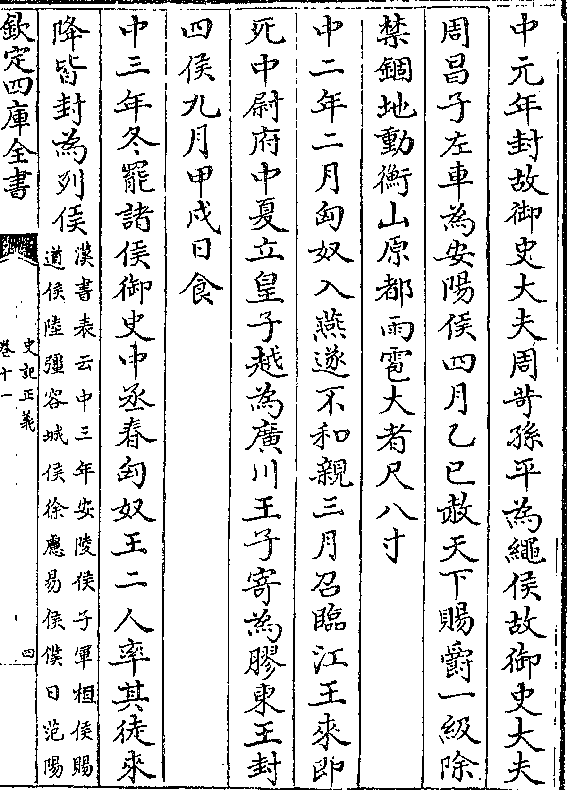 中元年封故御史大夫周苛孫平為繩侯故御史大夫
周昌子左車為安陽侯四月乙巳赦天下賜爵一級除
禁錮地動衡山原都雨雹大者尺八寸
中二年二月匈奴入燕遂不和親三月召臨江王來即
死中尉府中夏立皇子越為廣川王子寄為膠東王封
四侯九月甲戌日食
中三年冬罷諸侯御史中丞春匈奴王二人率其徒來
降皆封為列侯
漢書表云中三年安陵侯子軍桓侯賜
遒侯陸彊容城侯徐盧易侯僕䵣范陽
欽定四庫全書
史記正義
卷十一
四